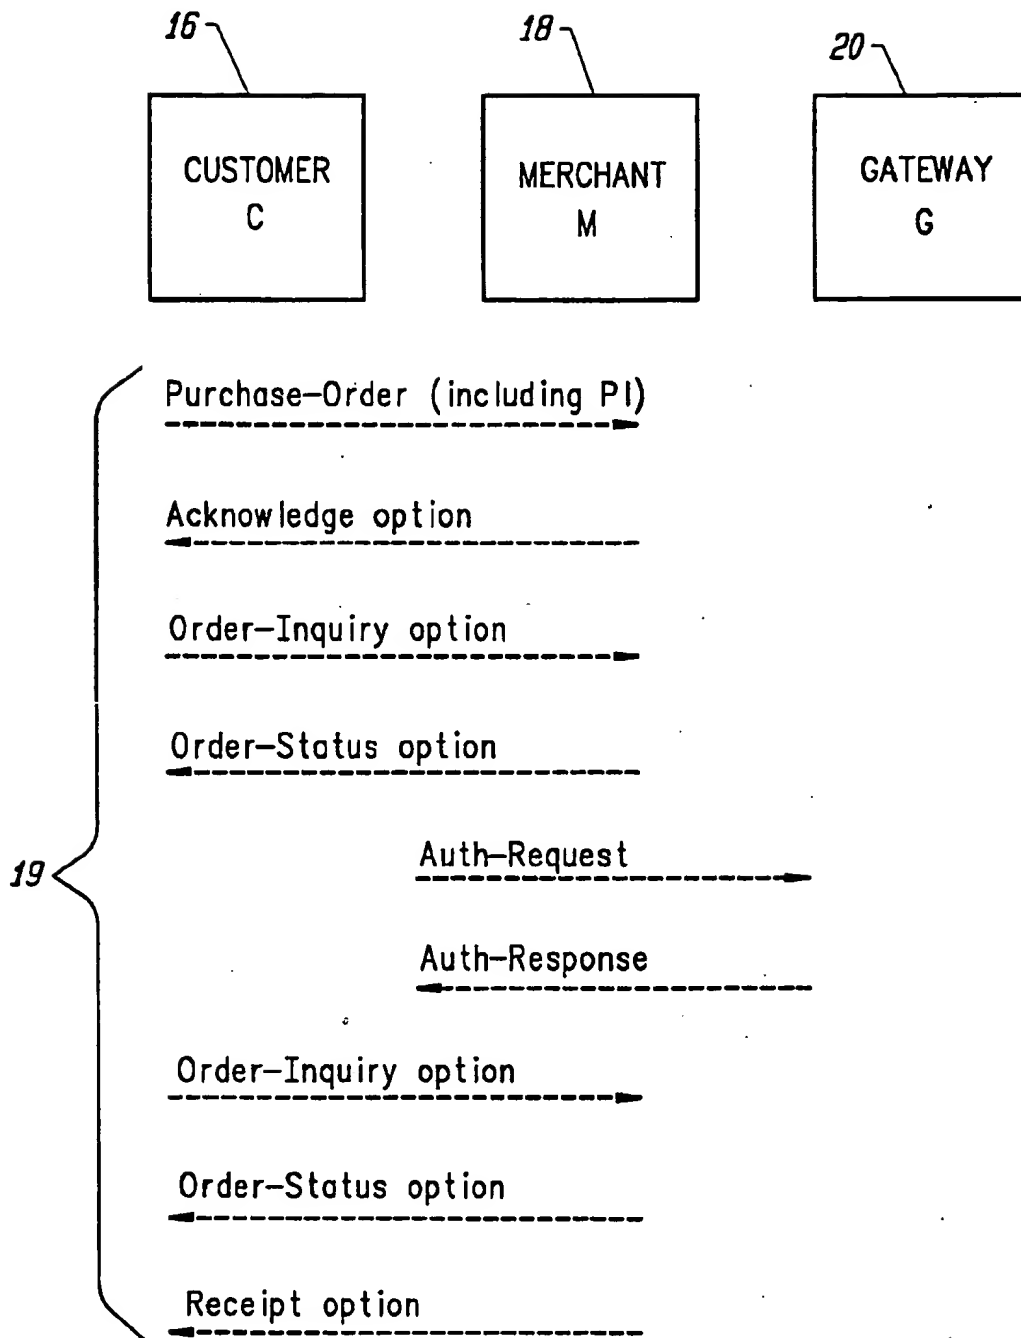 16
18
20
CUSTOMER
C
MERCHANT
M
GATEWAY
G
Purchase-Order (including PI)
Acknowledge option
Order-Inquiry option
Order-Status option
19
Auth-Request
Auth-Response
Order-Inquiry option
Order-Status option
Receipt option